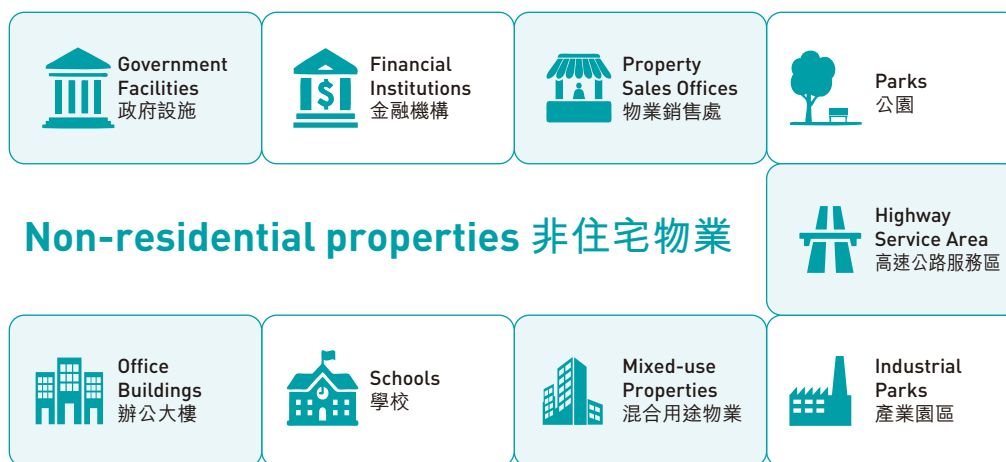 Government
Facilities
政府設施
Financial
Institutions
金融機構
$
Property
Sales Offices
物業銷售處
Parks
公園
Non-residential properties 非住宅物業
Highway
Service Area
高速公路服務區
Office
Buildings
辦公大樓
Schools
學校
Mixed-use
Properties
混合用途物業
Industrial
Parks
產業園區